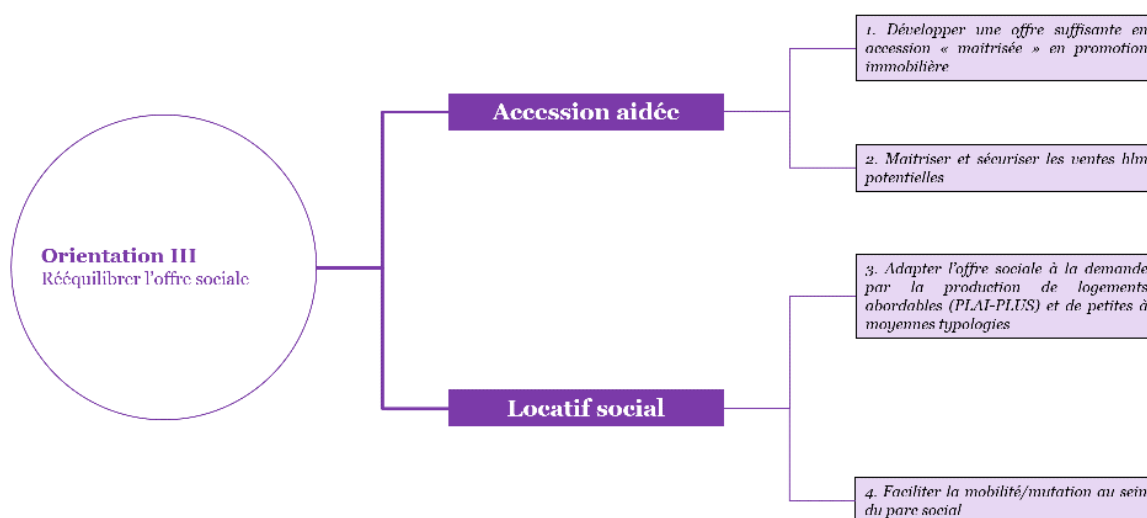 Orientation III
Rééquilibrer l'offre sociale
Accession aidée
1. Développer une offre suffisante en
accession « maitrisée » en promotion
immobilière
2. Maitriser et sécuriser les ventes hlm
potentielles
Locatif social
3. Adapter l'offre sociale à la demande
par la production de logements
abordables (PLAI-PLUS) et de petites à
moyennes typologies
4. Faciliter la mobilité/mutation au sein
du parc social